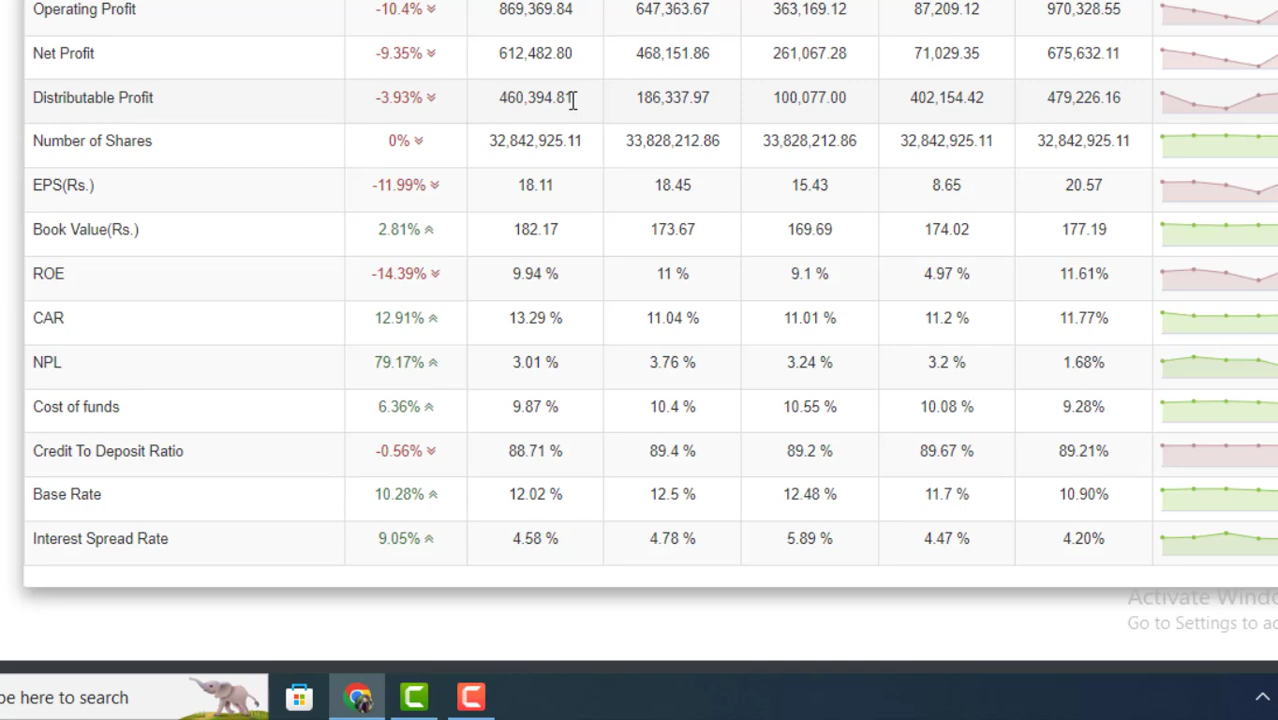 Operating Profit -10.4% 869,369.84 647,363.67 363,169.12 87,209.12 970,328.55
Net Profit -9.35% 612,482.80 468,151.86 261,067.28 71,029.35 675,632.11
Distributable Profit -3.93% 460,394.81 186,337.97 100,077.00 402,154.42 479,226.16
Number of Shares 0% 32,842,925.11 33,828,212.86 33,828,212.86 32,842,925.11 32,842,925.11
EPS(Rs.) -11.99% 18.11 18.45 15.43 8.65 20.57
Book Value(Rs.) 2.81% 182.17 173.67 169.69 174.02 177.19
ROE -14.39% 9.94 % 11 % 9.1 % 4.97 % 11.61%
CAR 12.91% 13.29 % 11.04 % 11.01 % 11.2 % 11.77%
NPL 79.17% 3.01 % 3.76 % 3.24 % 3.2 % 1.68%
Cost of funds 6.36% 9.87 % 10.4 % 10.55 % 10.08 % 9.28%
Credit To Deposit Ratio -0.56% 88.71 % 89.4 % 89.2 % 89.67 % 89.21%
Base Rate 10.28% 12.02 % 12.5 % 12.48 % 11.7 % 10.90%
Interest Spread Rate 9.05% 4.58 % 4.78 % 5.89 % 4.47 % 4.20%
Activate Windo
Go to Settings to ac
pe here to search